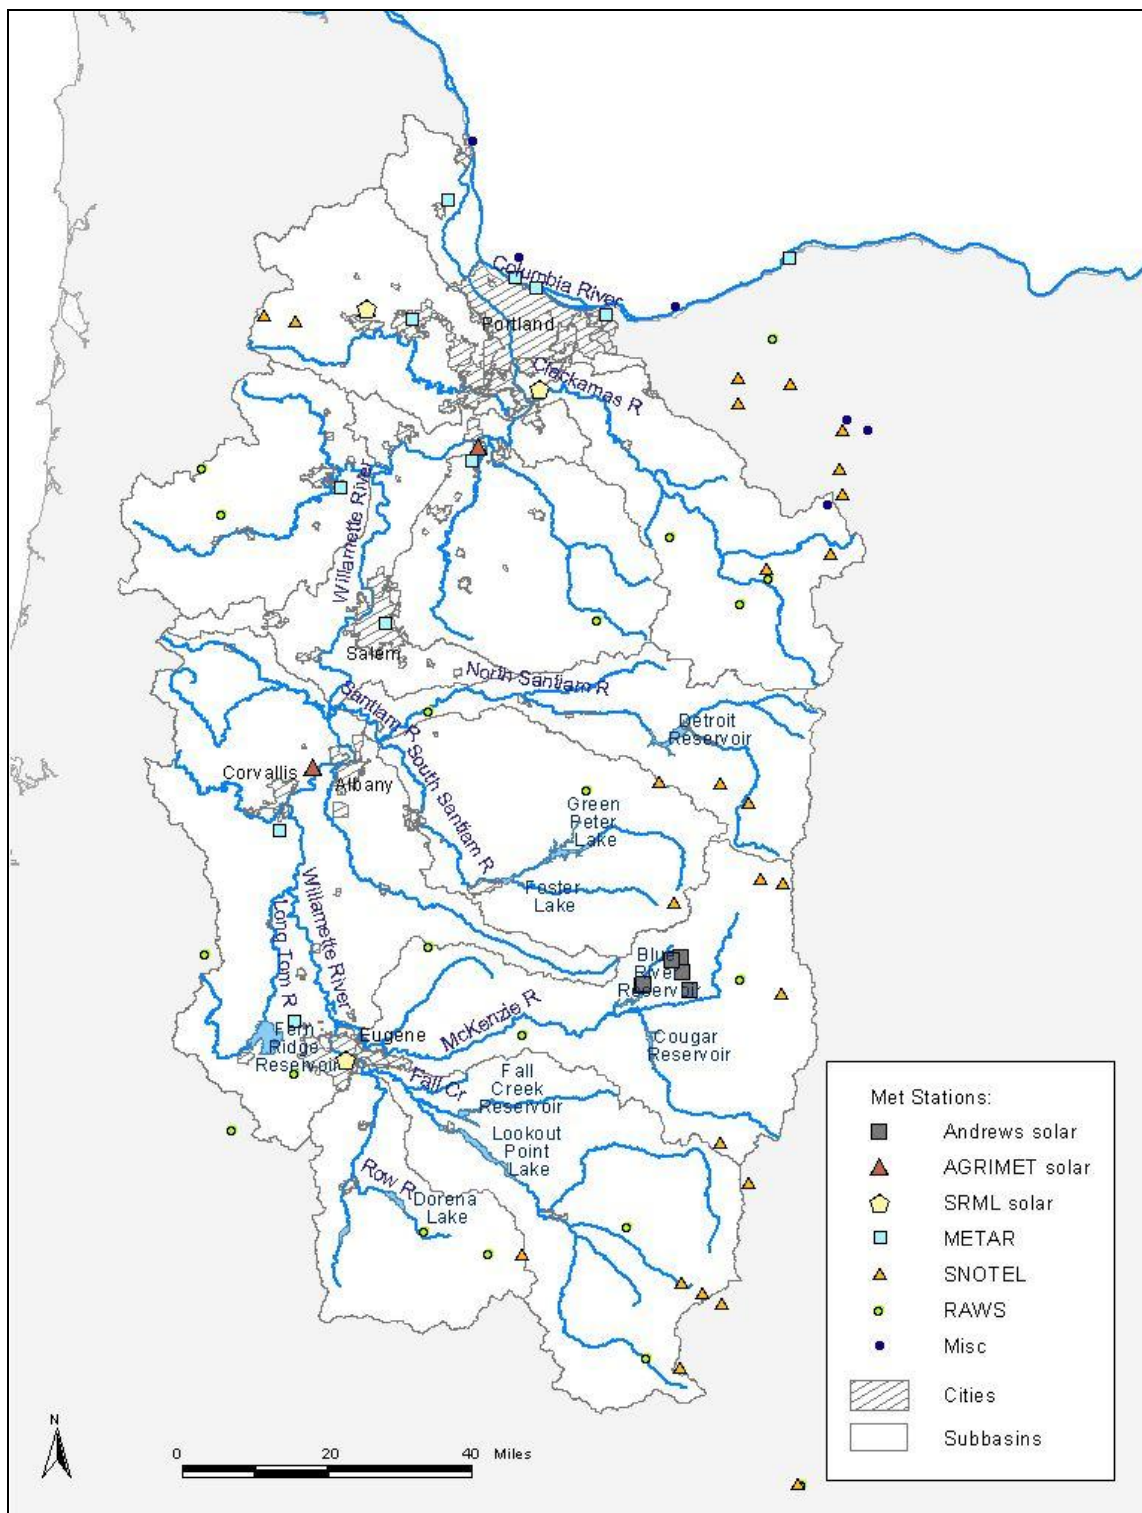 Columbia River
Portland
Clackamas R
Willamette River
Salem
North Santiam R
Santiam R
Detroit
Reservoir
Corvallis
Albany
South Santiam R
Green
Peter
Lake
Foster
Lake
Willamette River
Long Tom R
Blue
River
Reservoir
McKenzie R
Eugene
Fern
Ridge
Reservoir
Cougar
Reservoir
Fall Cr
Fall
Creek
Reservoir
Lookout
Point
Lake
Row R
Dorena
Lake
Met Stations:
Andrews solar
AGRIMET solar
SRML solar
METAR
SNOTEL
RAWS
Misc
Cities
Subbasins
N
0 20 40 Miles